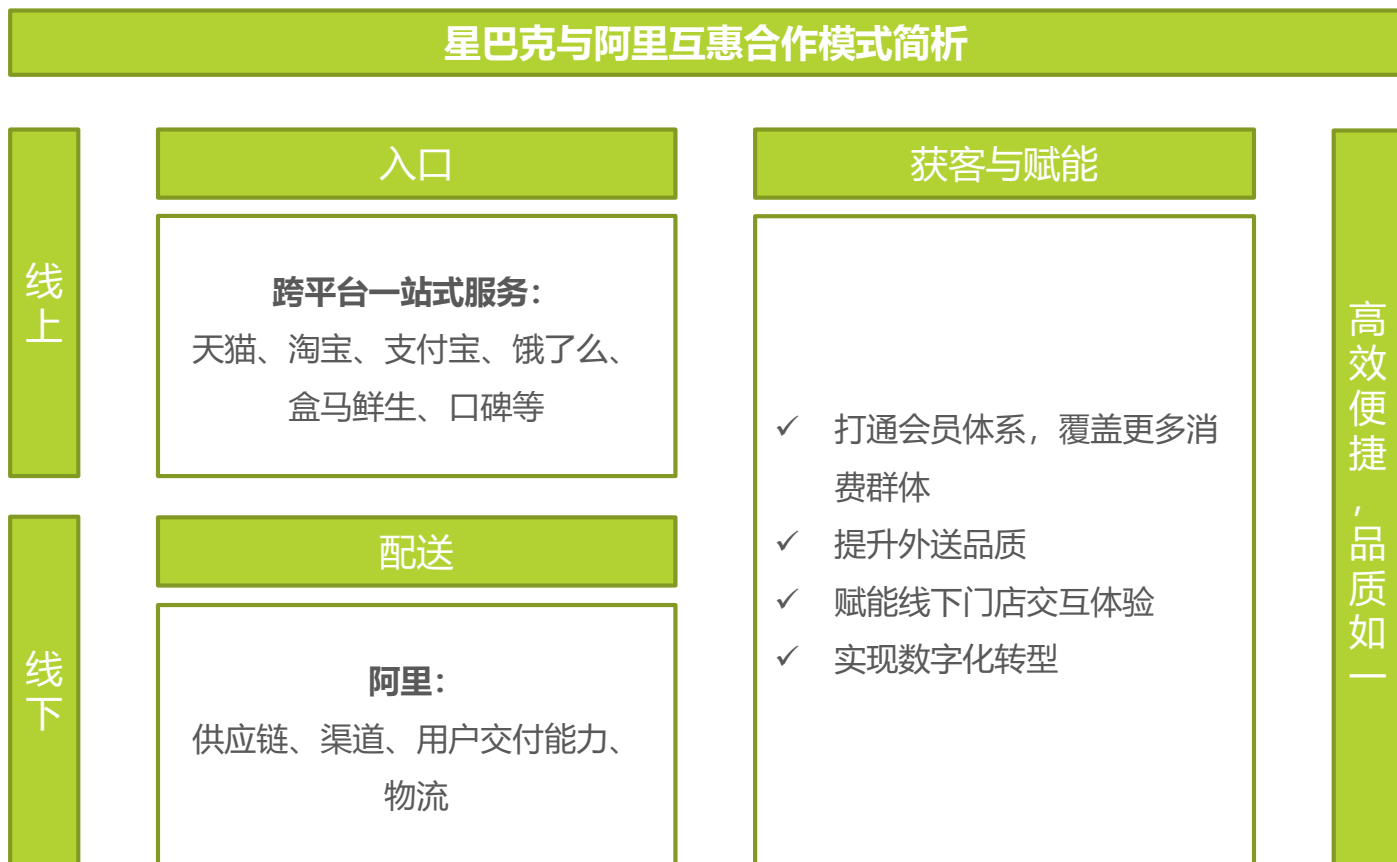 星巴克与阿里互惠合作模式简析
线上
入口
跨平台一站式服务：
天猫、淘宝、支付宝、饿了么、
盒马鲜生、口碑等
线下
配送
阿里：
供应链、渠道、用户交付能力、
物流
获客与赋能
✓ 打通会员体系，覆盖更多消
费群体
✓ 提升外送品质
✓ 赋能线下门店交互体验
✓ 实现数字化转型
高效便捷，品质如一